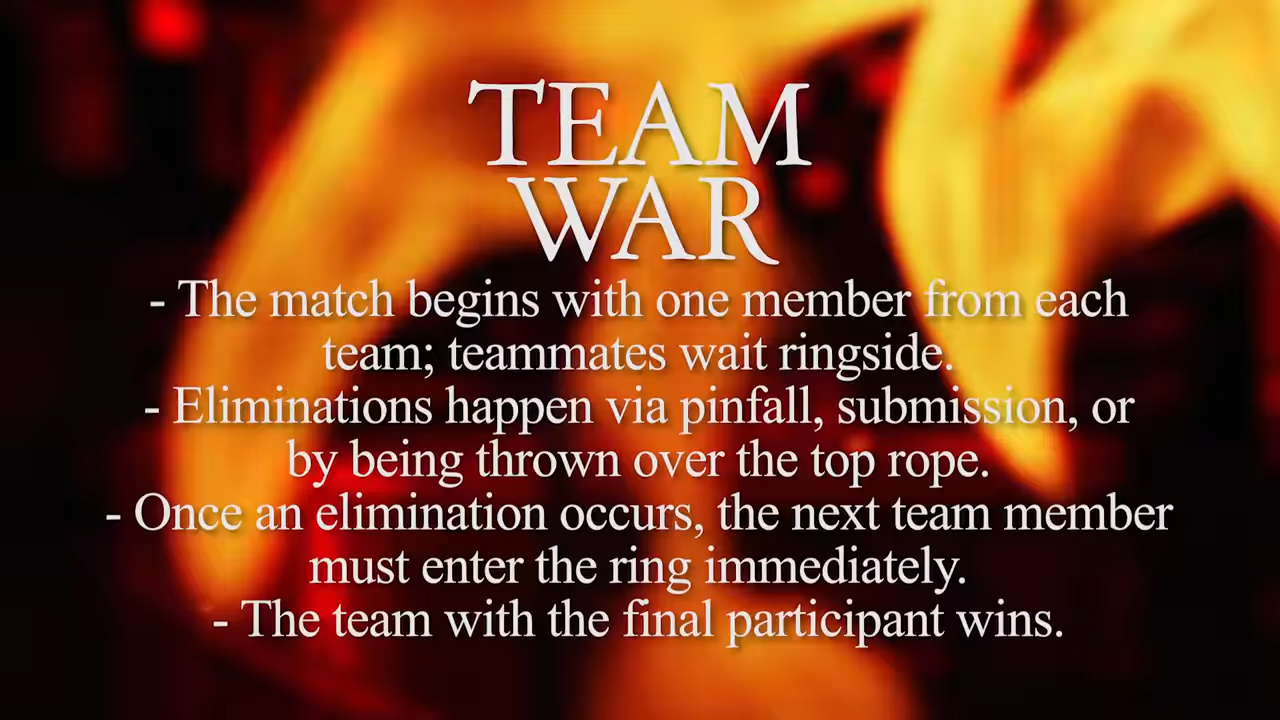 TEAM
WAR
- The match begins with one member from each
team; teammates wait ringside.
- Eliminations happen via pinfall, submission, or
by being thrown over the top rope.
- Once an elimination occurs, the next team member
must enter the ring immediately.
- The team with the final participant wins.